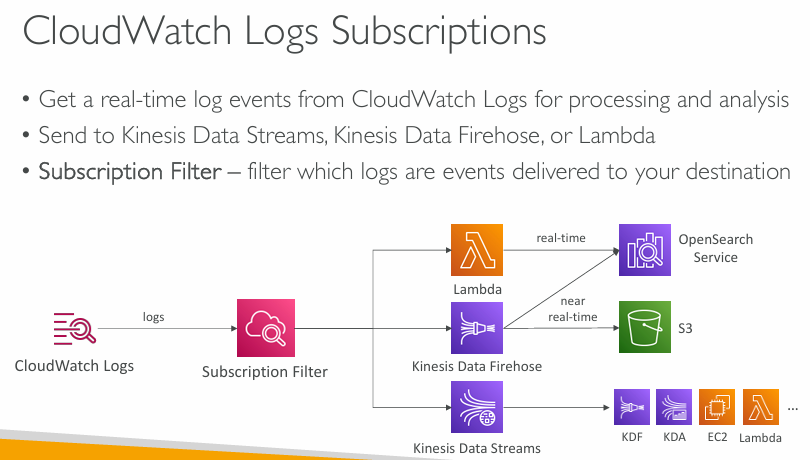 CloudWatch Logs Subscriptions
• Get a real-time log events from CloudWatch Logs for processing and analysis
• Send to Kinesis Data Streams, Kinesis Data Firehose, or Lambda
• Subscription Filter – filter which logs are events delivered to your destination
CloudWatch Logs
logs
Subscription Filter
Lambda
real-time
OpenSearch
Service
Kinesis Data Firehose
near
real-time
S3
Kinesis Data Streams
KDF
KDA
EC2
Lambda
...